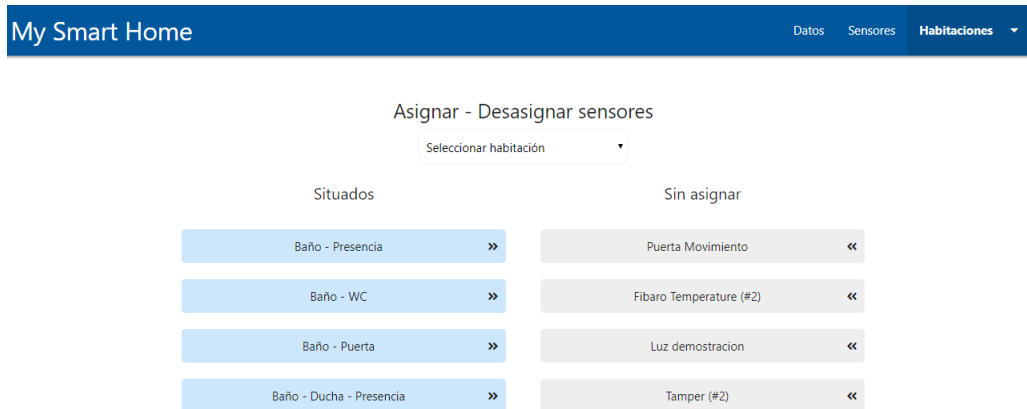 My Smart Home
Datos
Sensores
Habitaciones
Asignar - Desasignar sensores
Seleccionar habitación
Situados
Sin asignar
Baño - Presencia
Puerta Movimiento
Baño - WC
Fibaro Temperature (#2)
Baño - Puerta
Luz demostracion
Baño - Ducha - Presencia
Tamper (#2)